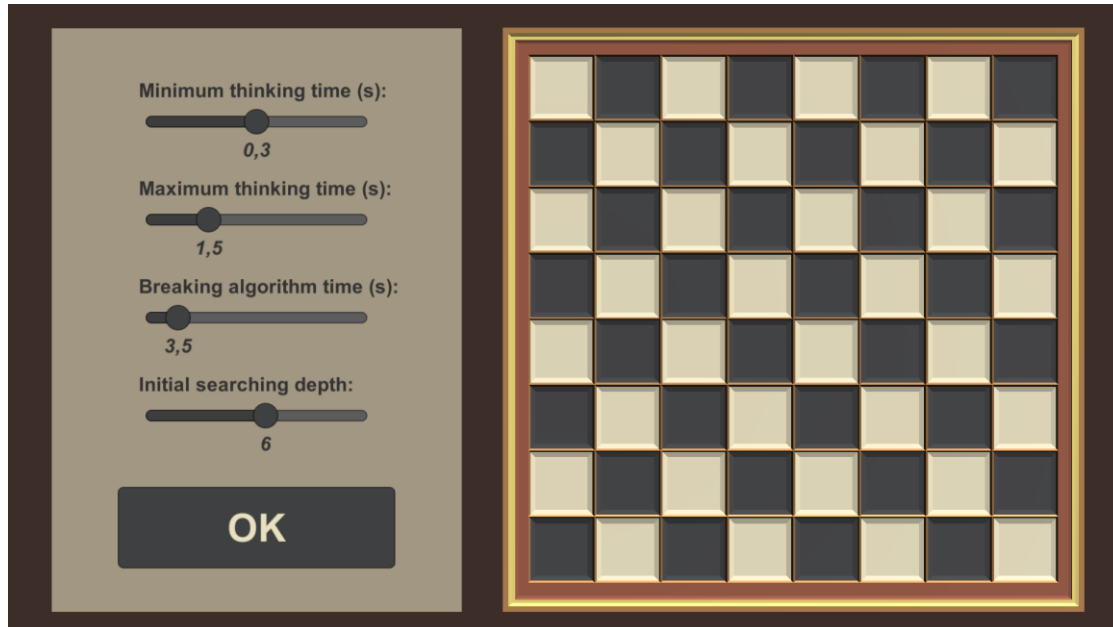 Minimum thinking time (s):
0,3
Maximum thinking time (s):
1,5
Breaking algorithm time (s):
3,5
Initial searching depth:
6
OK